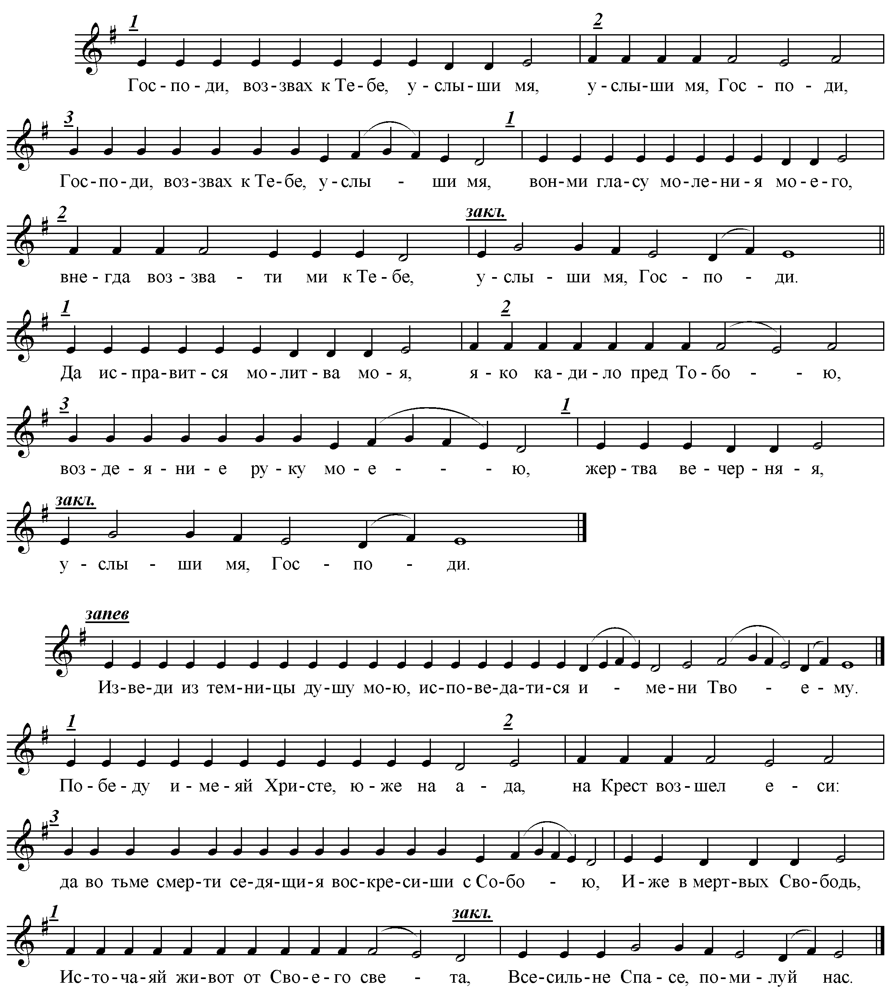 1 2
Гос - по - ди, воз - звах к Те - бе, у - слы - ши мя, у - слы - ши мя, Гос - по - ди,
3 1
Гос - по - ди, воз - звах к Те - бе, у - слы - ши мя, вон - ми гла - су мо - ле - ни - я мо - е - го,
2 закл.
вне - гда воз - зва - ти ми к Те - бе, у - слы - ши мя, Гос - по - ди.
1 2
Да ис - пра - вит - ся мо - лит - ва мо - я, я - ко ка - ди - ло пред То - бо - - ю,
3 1
воз - де - я - ни - е ру - ку мо - е - - - ю, жер - тва ве - чер - ня - я,
закл.
у - слы - ши мя, Гос - по - ди.
запев
Из - ве - ди из тем - ни - цы ду - шу мо - ю, ис - по - ве - да - ти - ся и - ме - ни Тво - е - му.
1 2
По - бе - ду и - ме - яй Хри - сте, ю - же на а - да, на Крест воз - шел е - си:
3
да во тьме смер - ти се - дя - щи - я вос - кре - си - ши с Со - бо - ю, И - же в мерт - вых Сво - бодь,
1 закл.
Ис - то - ча - яй жи - вот от Сво - е - го све - та, Все - силь - не Спа - се, по - ми - луй нас.